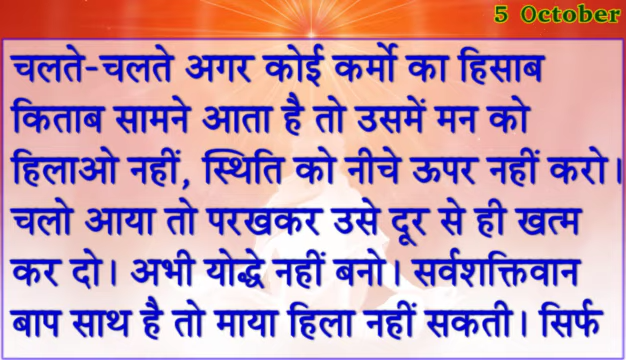 5 October
चलते-चलते अगर कोई कर्मो का हिसाब
किताब सामने आता है तो उसमें मन को
हिलाओ नहीं, स्थिति को नीचे ऊपर नहीं करो।
चलो आया तो परखकर उसे दूर से ही खत्म
कर दो। अभी योद्धे नहीं बनो। सर्वशक्तिवान
बाप साथ है तो माया हिला नहीं सकती। सिर्फ